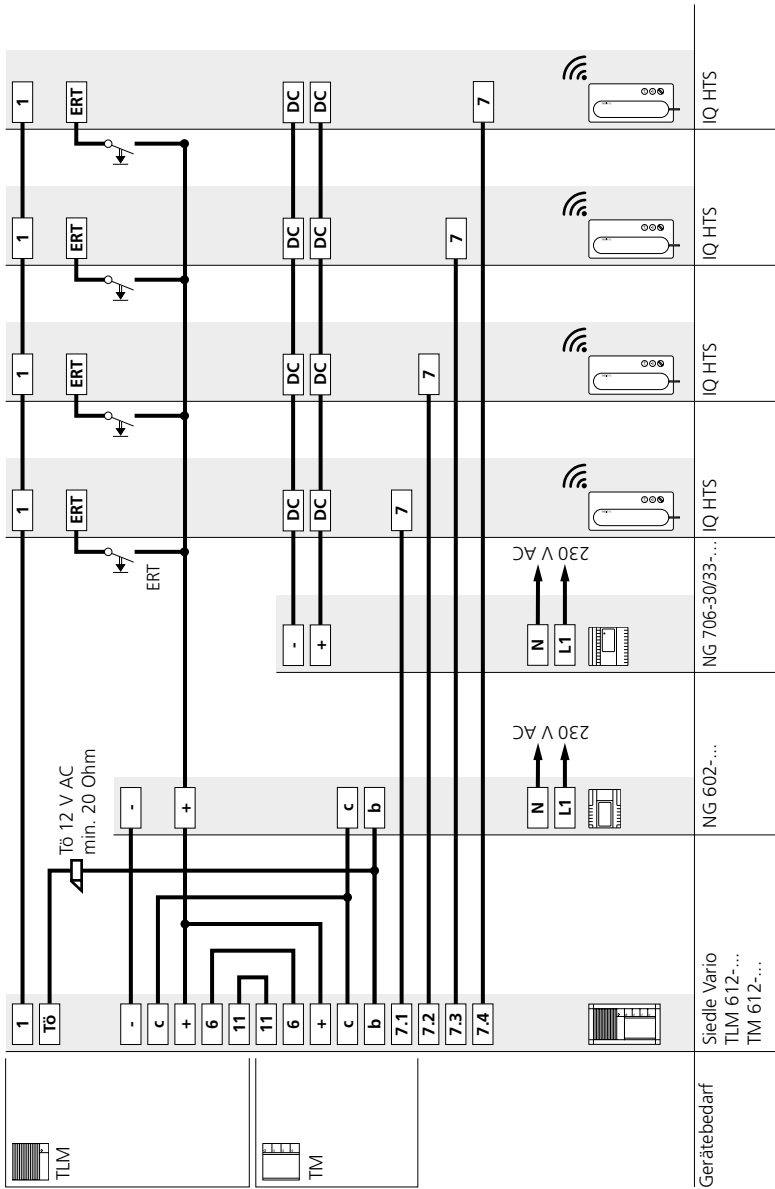 1
ERT
DC
DC
7
IQ HTS
1
ERT
DC
DC
7
IQ HTS
1
ERT
DC
DC
7
IQ HTS
1
ERT
DC
DC
7
IQ HTS
ERT
-
+
N
L1
230 V AC
NG 706-30/33-...
Tö 12 V AC
min. 20 Ohm
-
+
c
b
N
L1
230 V AC
NG 602-...
1
Tö
-
c
+
6
11
11
6
+
c
b
7.1
7.2
7.3
7.4
Siedle Vario
TLM 612-...
TM 612-...
TLM
TM
Gerätebedarf